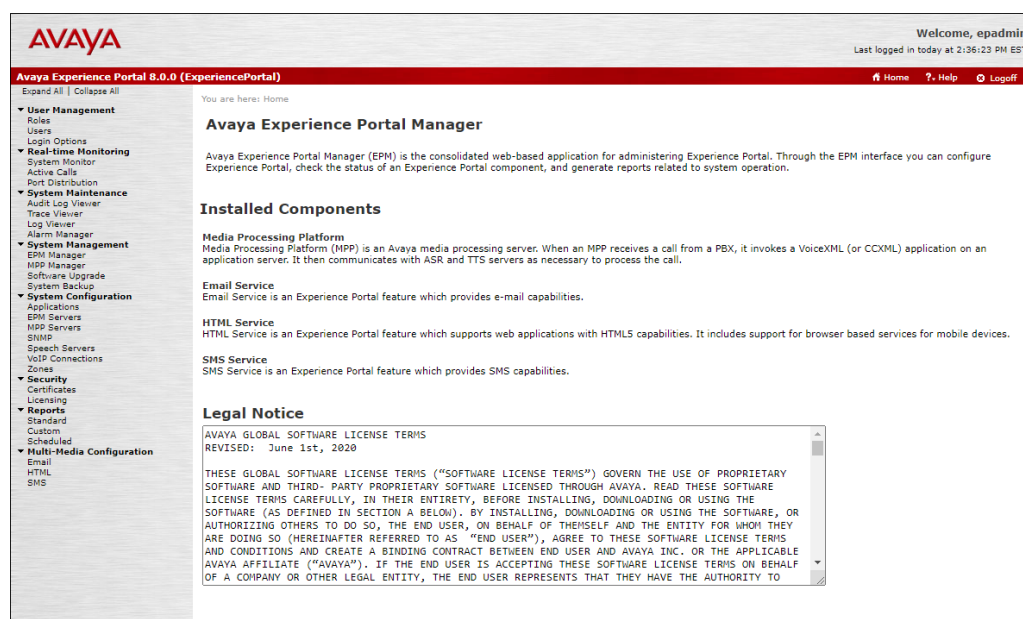 AVAYA
Welcome, epadmin
Last logged in today at 2:36:23 PM EST
Avaya Experience Portal 8.0.0 (ExperiencePortal)
Home
?. Help
Logoff
Expand All | Collapse All
You are here: Home
User Management
Roles
Users
Login Options
Real-time Monitoring
System Monitor
Active Calls
Port Distribution
System Maintenance
Audit Log Viewer
Trace Viewer
Log Viewer
Alarm Manager
System Management
EPM Manager
MPP Manager
Software Upgrade
System Backup
System Configuration
Applications
EPM Servers
MPP Servers
SNMP
Speech Servers
VoIP Connections
Zones
Security
Certificates
Licensing
Reports
Standard
Custom
Scheduled
Multi-Media Configuration
Email
HTML
SMS
Avaya Experience Portal Manager
Avaya Experience Portal Manager (EPM) is the consolidated web-based application for administering Experience Portal. Through the EPM interface you can configure
Experience Portal, check the status of an Experience Portal component, and generate reports related to system operation.
Installed Components
Media Processing Platform
Media Processing Platform (MPP) is an Avaya media processing server. When an MPP receives a call from a PBX, it invokes a VoiceXML (or CCXML) application on an
application server. It then communicates with ASR and TTS servers as necessary to process the call.
Email Service
Email Service is an Experience Portal feature which provides e-mail capabilities.
HTML Service
HTML Service is an Experience Portal feature which supports web applications with HTML5 capabilities. It includes support for browser based services for mobile devices.
SMS Service
SMS Service is an Experience Portal feature which provides SMS capabilities.
Legal Notice
AVAYA GLOBAL SOFTWARE LICENSE TERMS
REVISED: June 1st, 2020
THESE GLOBAL SOFTWARE LICENSE TERMS (“SOFTWARE LICENSE TERMS”) GOVERN THE USE OF PROPRIETARY
SOFTWARE AND THIRD- PARTY PROPRIETARY SOFTWARE LICENSED THROUGH AVAYA. READ THESE SOFTWARE
LICENSE TERMS CAREFULLY, IN THEIR ENTIRETY, BEFORE INSTALLING, DOWNLOADING OR USING THE
SOFTWARE (AS DEFINED IN SECTION A BELOW). BY INSTALLING, DOWNLOADING OR USING THE SOFTWARE, OR
AUTHORIZING OTHERS TO DO SO, THE END USER, ON BEHALF OF THEMSELF AND THE ENTITY FOR WHOM THEY
ARE DOING SO (HEREINAFTER REFERRED TO AS “END USER”), AGREE TO THESE SOFTWARE LICENSE TERMS
AND CONDITIONS AND CREATE A BINDING CONTRACT BETWEEN END USER AND AVAYA INC. OR THE APPLICABLE
AVAYA AFFILIATE (“AVAYA”). IF THE END USER IS ACCEPTING THESE SOFTWARE LICENSE TERMS ON BEHALF
OF A COMPANY OR OTHER LEGAL ENTITY, THE END USER REPRESENTS THAT THEY HAVE THE AUTHORITY TO